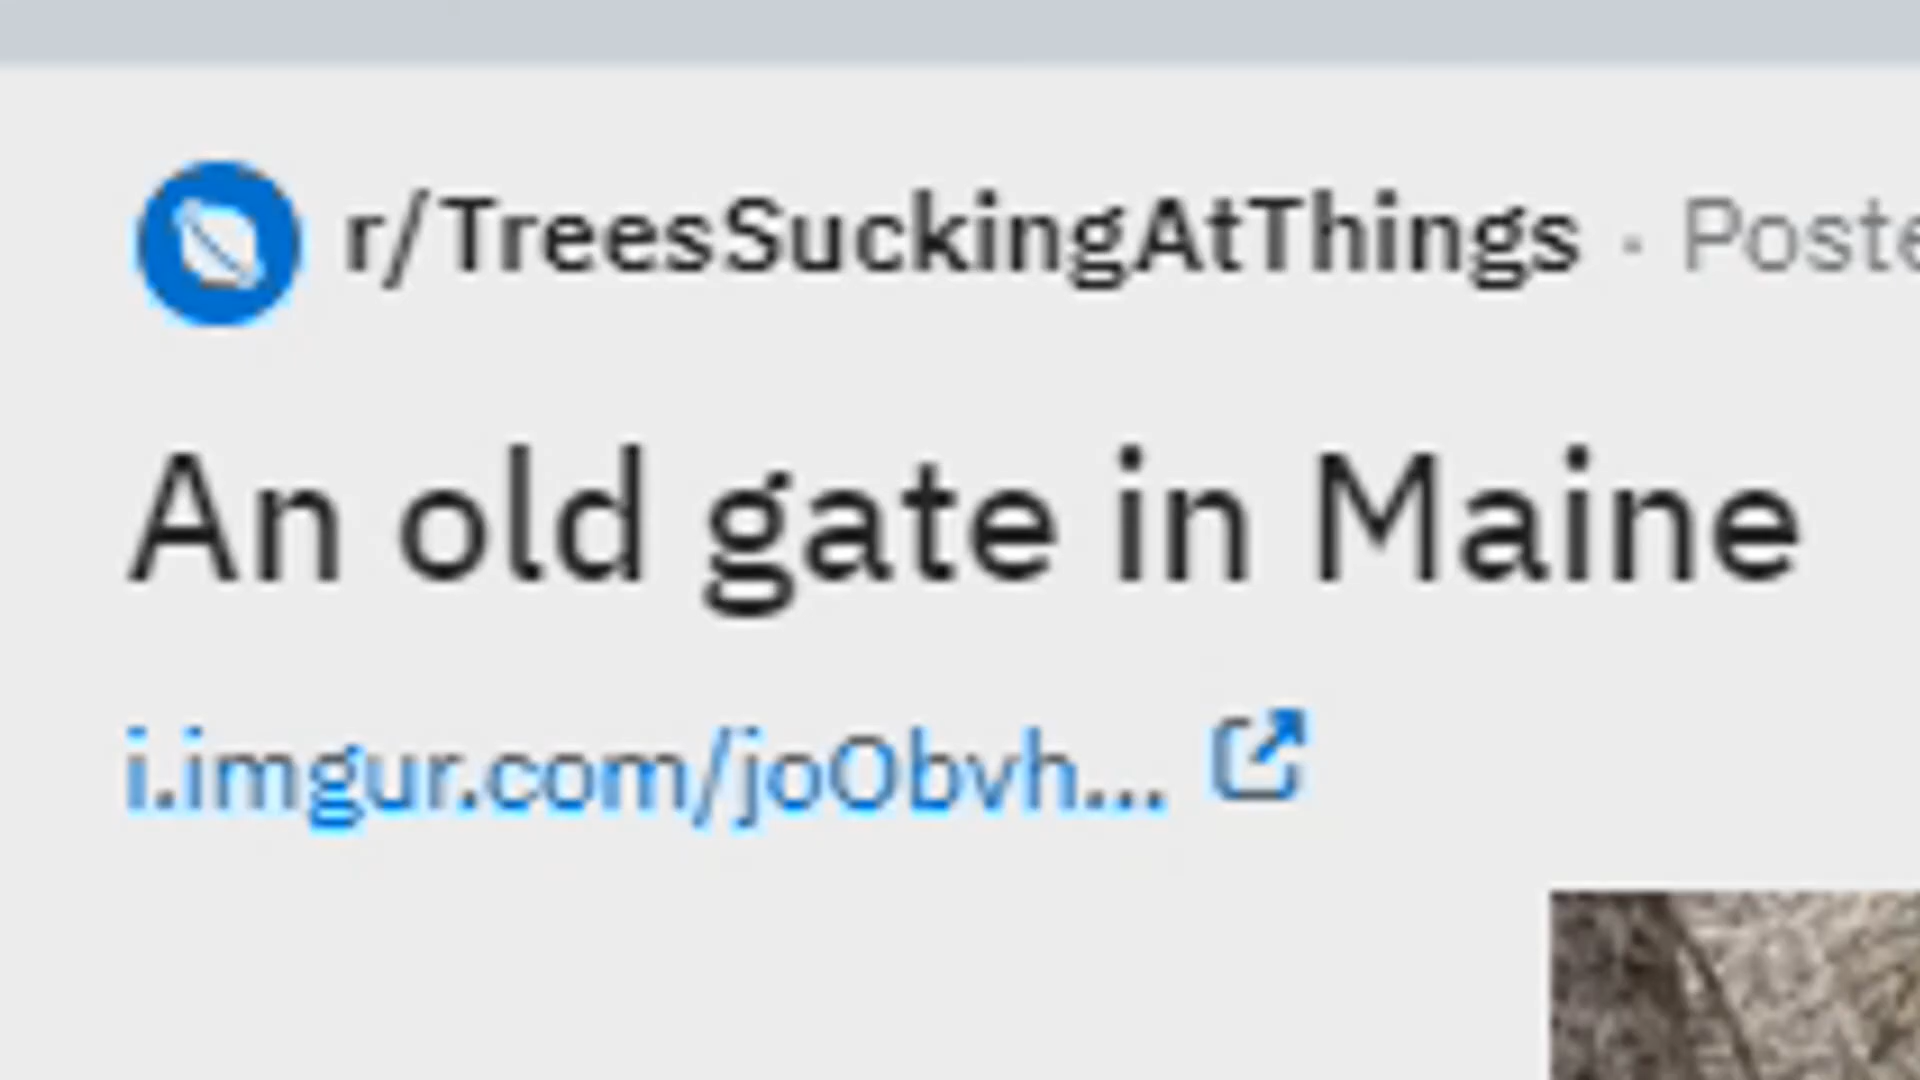 r/TreesSuckingAtThings · Poste
An old gate in Maine
i.imgur.com/joObvh...